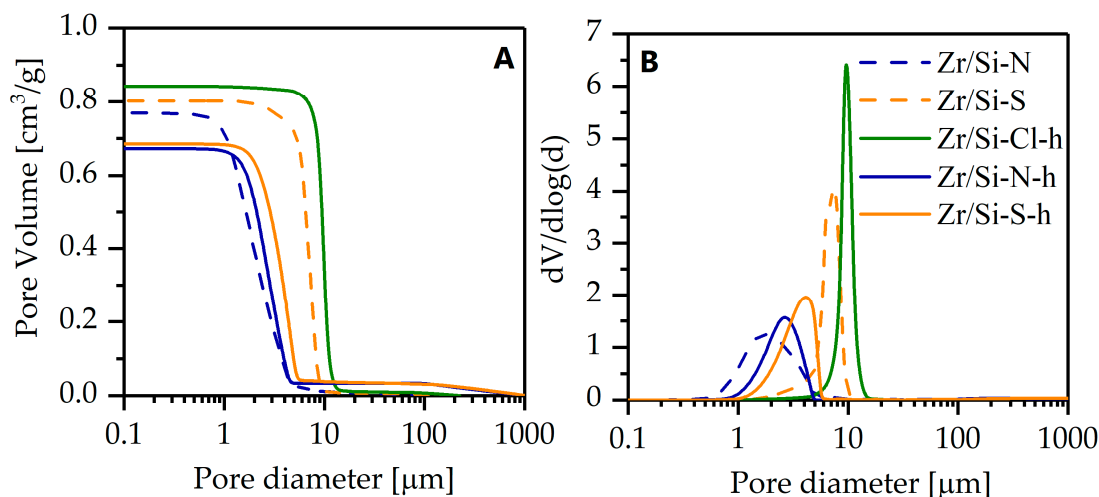 A
Pore Volume [cm³/g]
1.0
0.8
0.6
0.4
0.2
0.0
0.1 1 10 100 1000
Pore diameter [µm]
B
dV/dlog(d)
7
6
5
4
3
2
1
0
Zr/Si-N
Zr/Si-S
Zr/Si-Cl-h
Zr/Si-N-h
Zr/Si-S-h
0.1 1 10 100 1000
Pore diameter [µm]